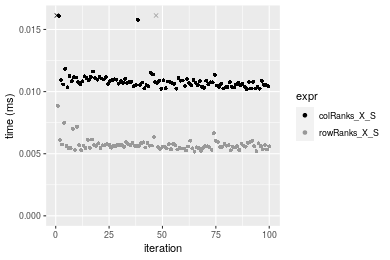 0.015
0.010
0.005
0.000
time (ms)
0
25
50
75
100
iteration
expr
colRanks_X_S
rowRanks_X_S